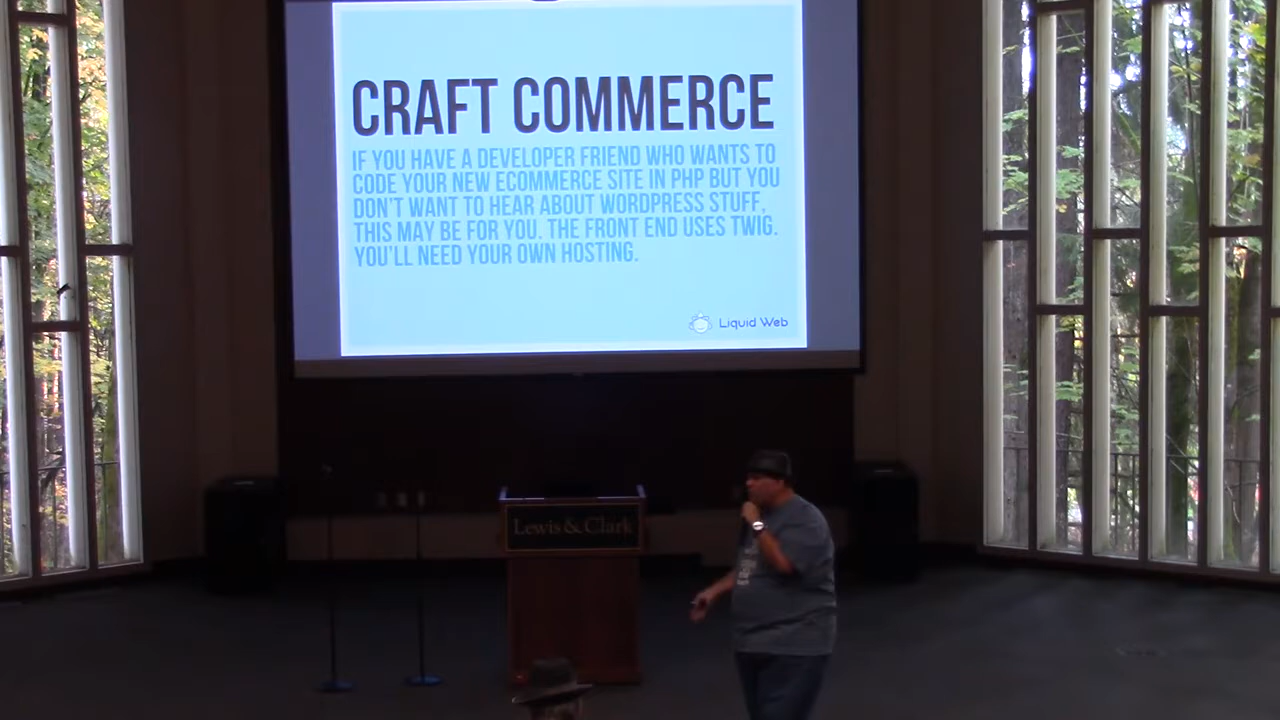 CRAFT COMMERCE
IF YOU HAVE A DEVELOPER FRIEND WHO WANTS TO
CODE YOUR NEW ECOMMERCE SITE IN PHP BUT YOU
DON'T WANT TO HEAR ABOUT WORDPRESS STUFF,
THIS MAY BE FOR YOU. THE FRONT END USES TWIG.
YOU'LL NEED YOUR OWN HOSTING.
Liquid Web
Lewis & Clark